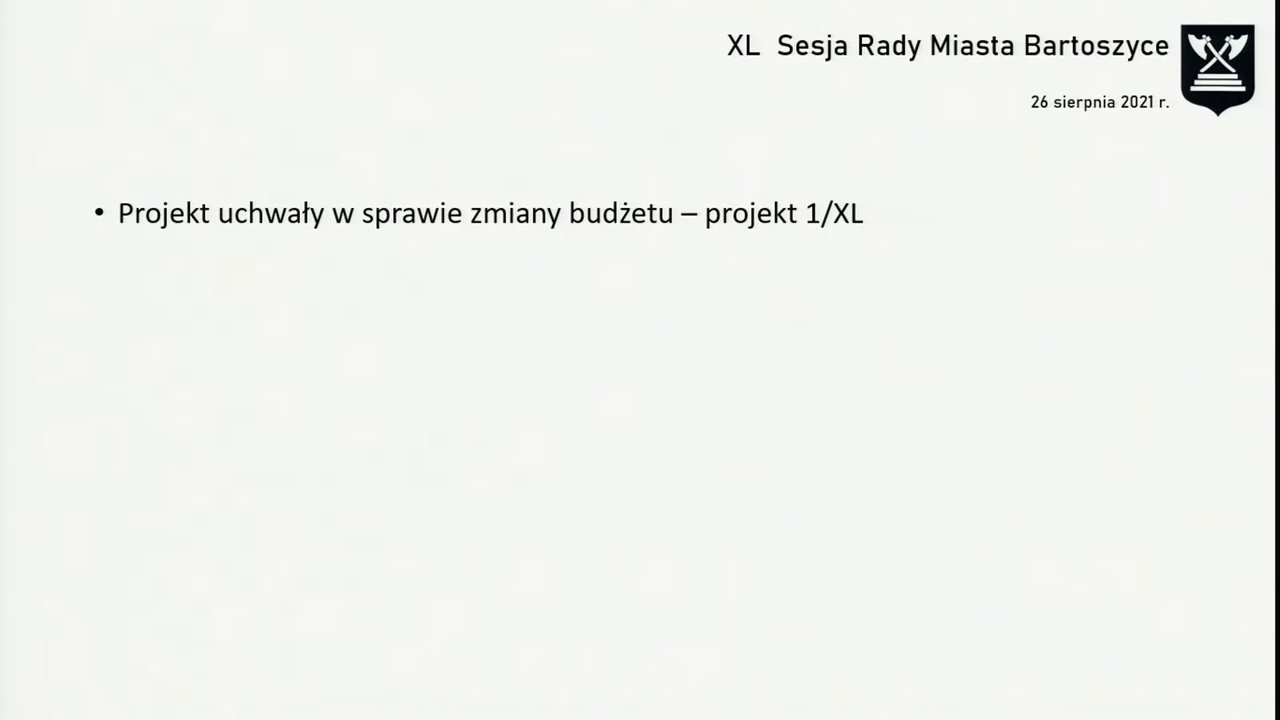 XL Sesja Rady Miasta Bartoszyce
26 sierpnia 2021 r.
• Projekt uchwały w sprawie zmiany budżetu – projekt 1/XL